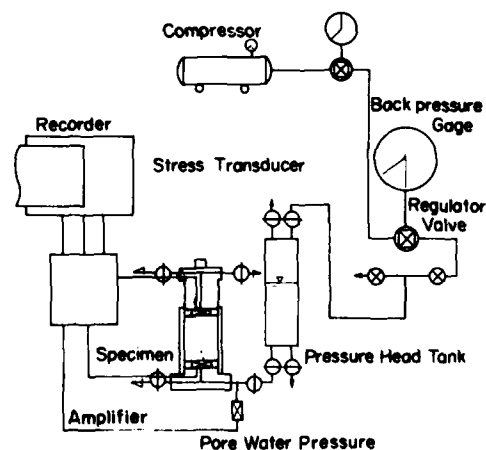 Compressor
Back pressure
Gage
Recorder
Stress Transducer
Regulator
Valve
Specimen
Pressure Head Tank
Amplifier
Pore Water Pressure